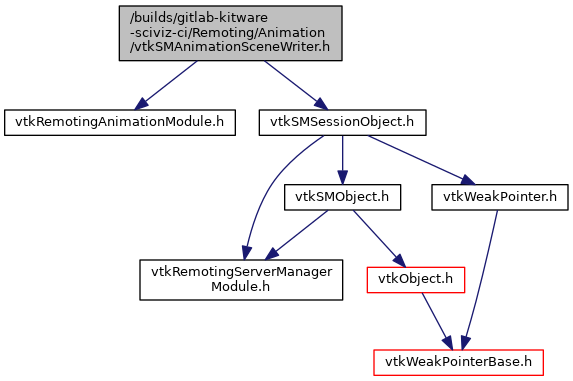 /builds/gitlab-kitware
-sciviz-ci/Remoting/Animation
/vtkSMAnimationSceneWriter.h
vtkRemotingAnimationModule.h
vtkSMSessionObject.h
vtkSMObject.h
vtkWeakPointer.h
vtkRemotingServerManager
Module.h
vtkObject.h
vtkWeakPointerBase.h